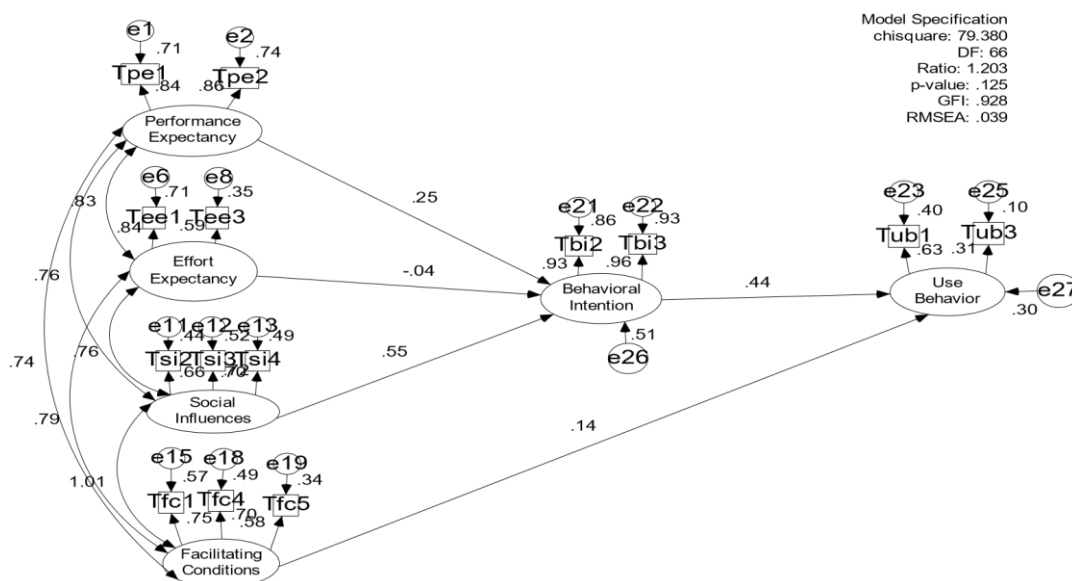 Model Specification
chisquare: 79.380
DF: 66
Ratio: 1.203
p-value: .125
GFI: .928
RMSEA: .039
e1
e2
.71
.74
Tpe1
Tpe2
.84
.86
Performance
Expectancy
e6
e8
.71
.35
Tee1
Tee3
.84
.59
Effort
Expectancy
e11
e12
e13
.44
.52
.49
Tsi2
Tsi3
Tsi4
.66
.72
.70
Social
Influences
e15
e18
e19
.57
.49
.34
Tfc1
Tfc4
Tfc5
.75
.70
.58
Facilitating
Conditions
.83
.76
.76
.74
.79
1.01
.25
-.04
.55
.14
e21
e22
.86
.93
Tbi2
Tbi3
.93
.96
Behavioral
Intention
.51
e26
.44
e23
e25
.40
.10
Tub1
Tub3
.63
.31
Use
Behavior
e27
.30